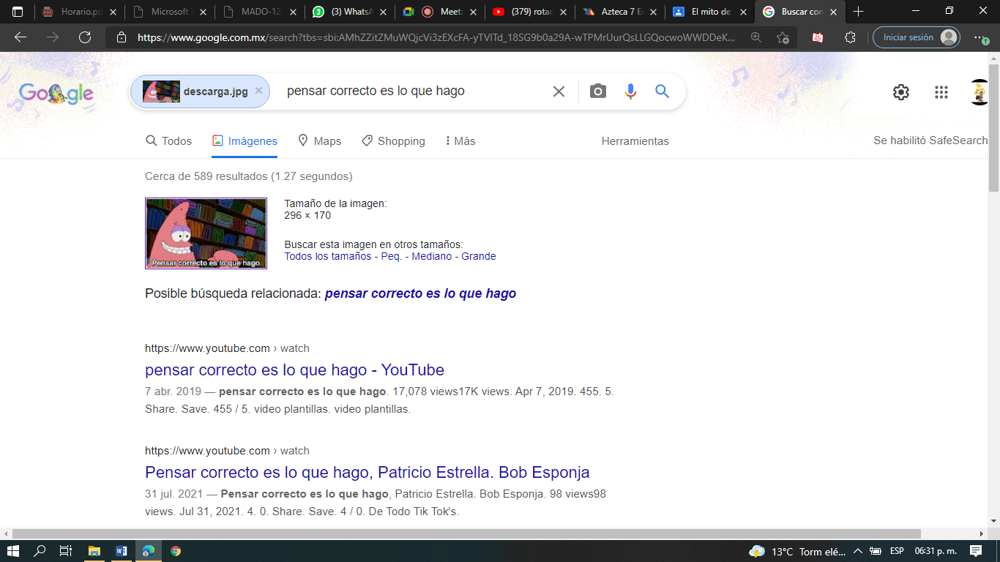 Horario.pd
Microsoft
MADO-12
(3) WhatsA
Meet:
(379) rotac
Azteca 7 E
El mito de
Buscar con
https://www.google.com.mx/search?tbs=sbi:AMhZZitZMuWQjcVi3zEXcFA-yTVlTd_18SG9b0a29A-wTPMrUurQsLLGQocwoWWDDeK...
Iniciar sesión
Google
descarga.jpg
pensar correcto es lo que hago
Todos
Imágenes
Maps
Shopping
Más
Herramientas
Se habilitó SafeSearch
Cerca de 589 resultados (1.27 segundos)
Pensar correcto es lo que hago
Tamaño de la imagen:
296 × 170
Buscar esta imagen en otros tamaños:
Todos los tamaños - Peq. - Mediano - Grande
Posible búsqueda relacionada: pensar correcto es lo que hago
https://www.youtube.com › watch
pensar correcto es lo que hago - YouTube
7 abr. 2019 — pensar correcto es lo que hago. 17,078 views17K views. Apr 7, 2019. 455. 5.
Share. Save. 455 / 5. video plantillas. video plantillas.
https://www.youtube.com › watch
Pensar correcto es lo que hago, Patricio Estrella. Bob Esponja
31 jul. 2021 — Pensar correcto es lo que hago, Patricio Estrella. Bob Esponja. 98 views98
views. Jul 31, 2021. 4. 0. Share. Save. 4 / 0. De Todo Tik Tok's.
13°C Torm elé...
ESP
06:31 p. m.